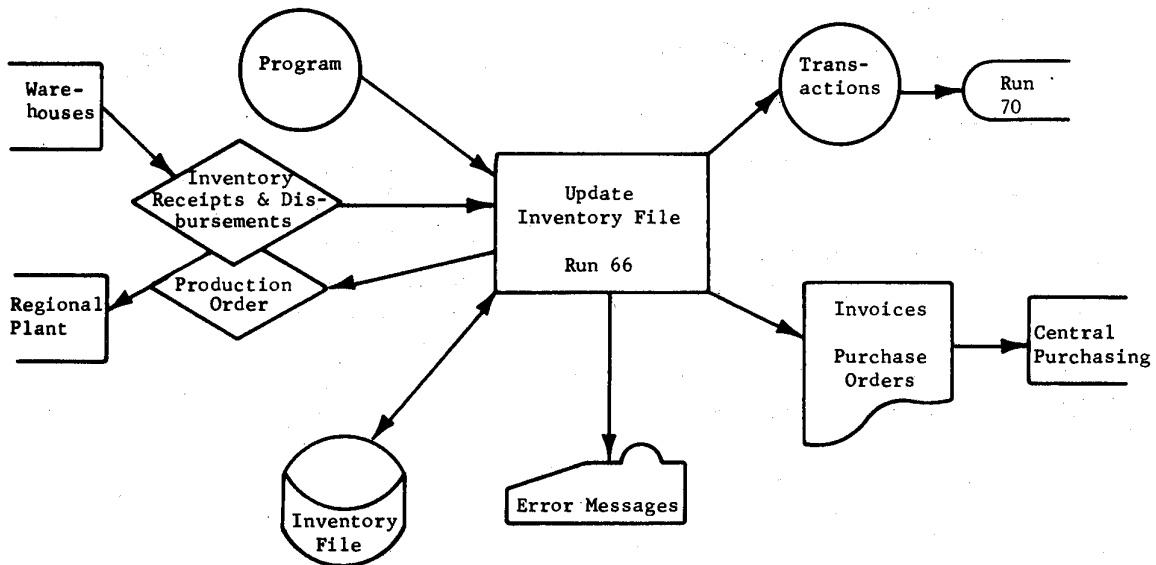 Program
Trans-
actions
Run
70
Ware-
houses
Inventory
Receipts & Dis-
bursements
Update
Inventory File
Run 66
Production
Order
Regional
Plant
Invoices
Purchase
Orders
Central
Purchasing
Error Messages
Inventory
File